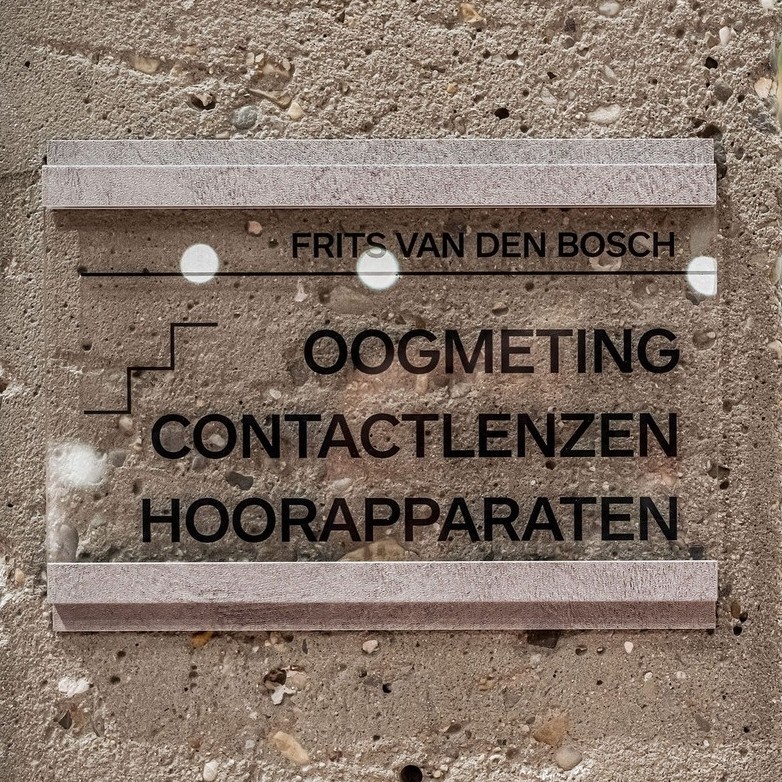 FRITS VAN DEN BOSCH
OOGMETING
CONTACTLENZEN
HOORAPPARATEN